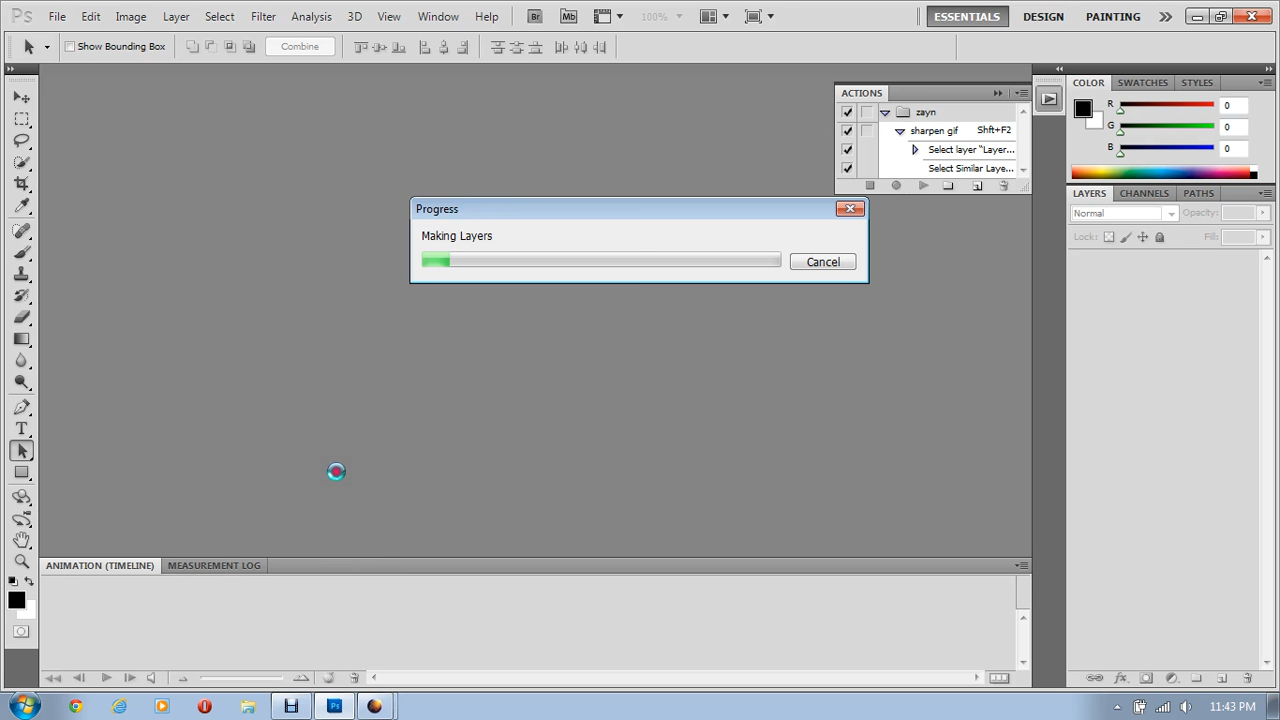 Ps File Edit Image Layer Select Filter Analysis 3D View Window Help Br Mb 100% ESSENTIALS DESIGN PAINTING
Show Bounding Box Combine
ACTIONS
zayn
sharpen gif Shft+F2
Select layer "Layer...
Select Similar Laye...
COLOR SWATCHES STYLES
R 0
G 0
B 0
LAYERS CHANNELS PATHS
Normal Opacity:
Lock: Fill:
Progress
Making Layers
Cancel
ANIMATION (TIMELINE) MEASUREMENT LOG
Ps 11:43 PM